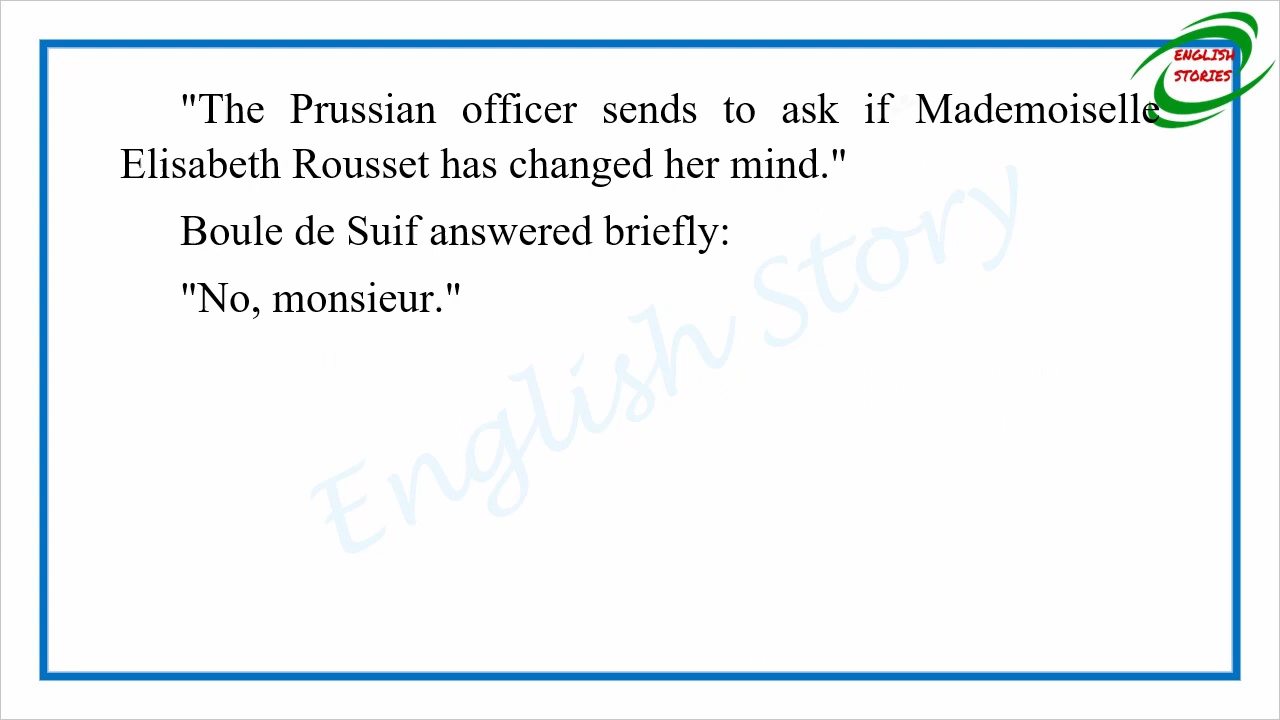 ENGLISH
STORIES
"The Prussian officer sends to ask if Mademoiselle
Elisabeth Rousset has changed her mind."
Boule de Suif answered briefly:
"No, monsieur."
English Story